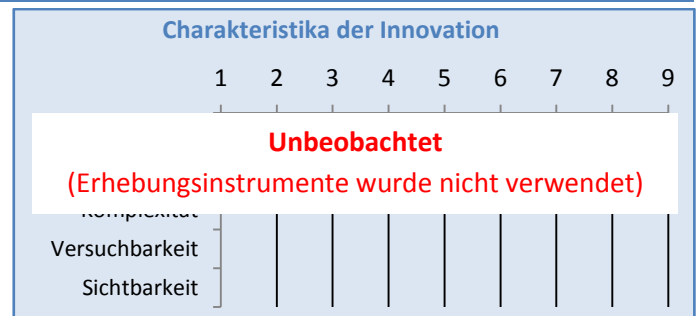 Charakteristika der Innovation
1 2 3 4 5 6 7 8 9
Unbeobachtet
(Erhebungsinstrumente wurde nicht verwendet)
Komplexität
Versuchbarkeit
Sichtbarkeit